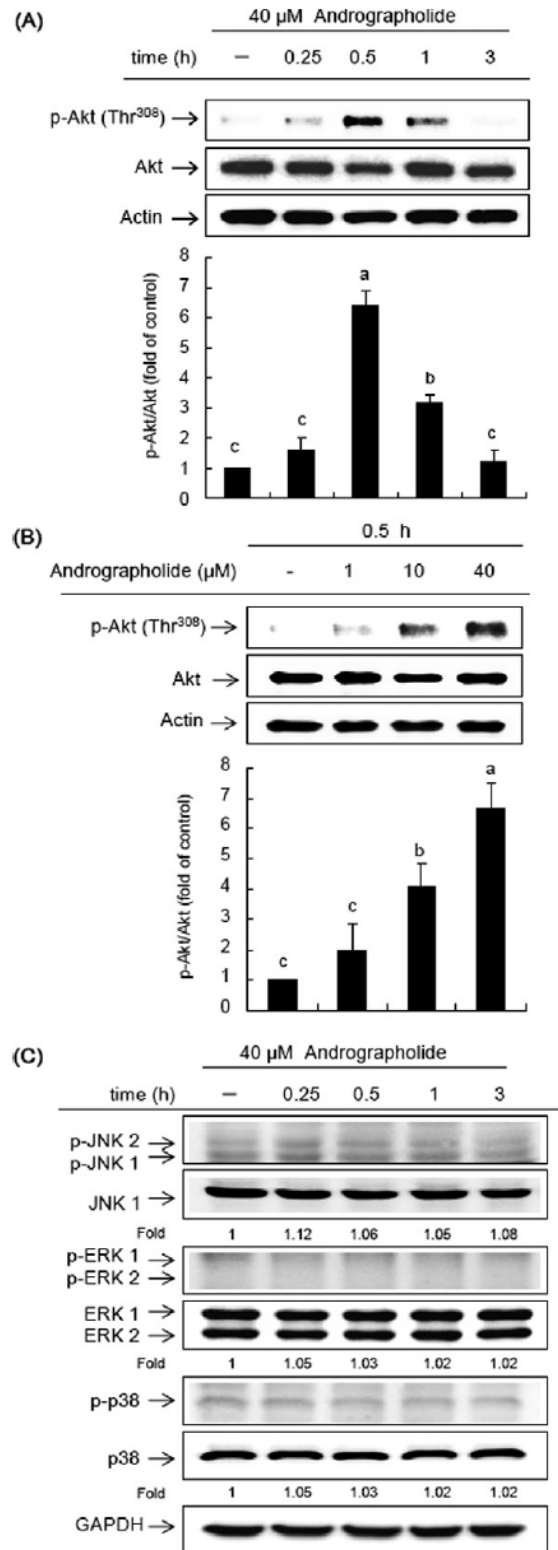 (A)
40 µM Andrographolide
time (h) – 0.25 0.5 1 3
p-Akt (Thr308)
Akt
Actin
p-Akt/Akt (fold of control)
8
7
6
5
4
3
2
1
0
c c a b c
(B)
0.5 h
Andrographolide (µM) - 1 10 40
p-Akt (Thr308)
Akt
Actin
p-Akt/Akt (fold of control)
8
7
6
5
4
3
2
1
0
c c b a
(C)
40 µM Andrographolide
time (h) – 0.25 0.5 1 3
p-JNK 2
p-JNK 1
JNK 1
Fold 1 1.12 1.06 1.05 1.08
p-ERK 1
p-ERK 2
ERK 1
ERK 2
Fold 1 1.05 1.03 1.02 1.02
p-p38
p38
Fold 1 1.05 1.03 1.02 1.02
GAPDH